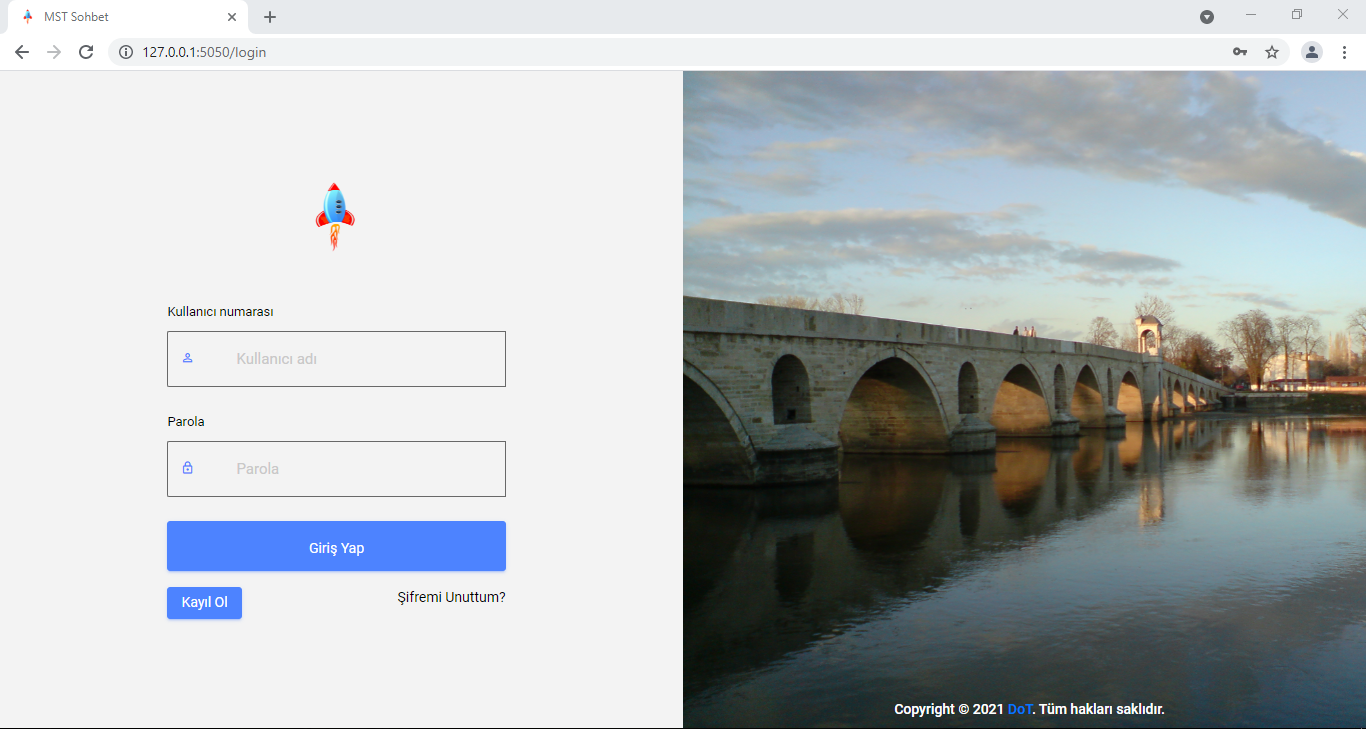 MST Sohbet
127.0.0.1:5050/login
Kullanıcı numarası
Kullanıcı adı
Parola
Parola
Giriş Yap
Kayıl Ol
Şifremi Unuttum?
Copyright © 2021 DoT. Tüm hakları saklıdır.